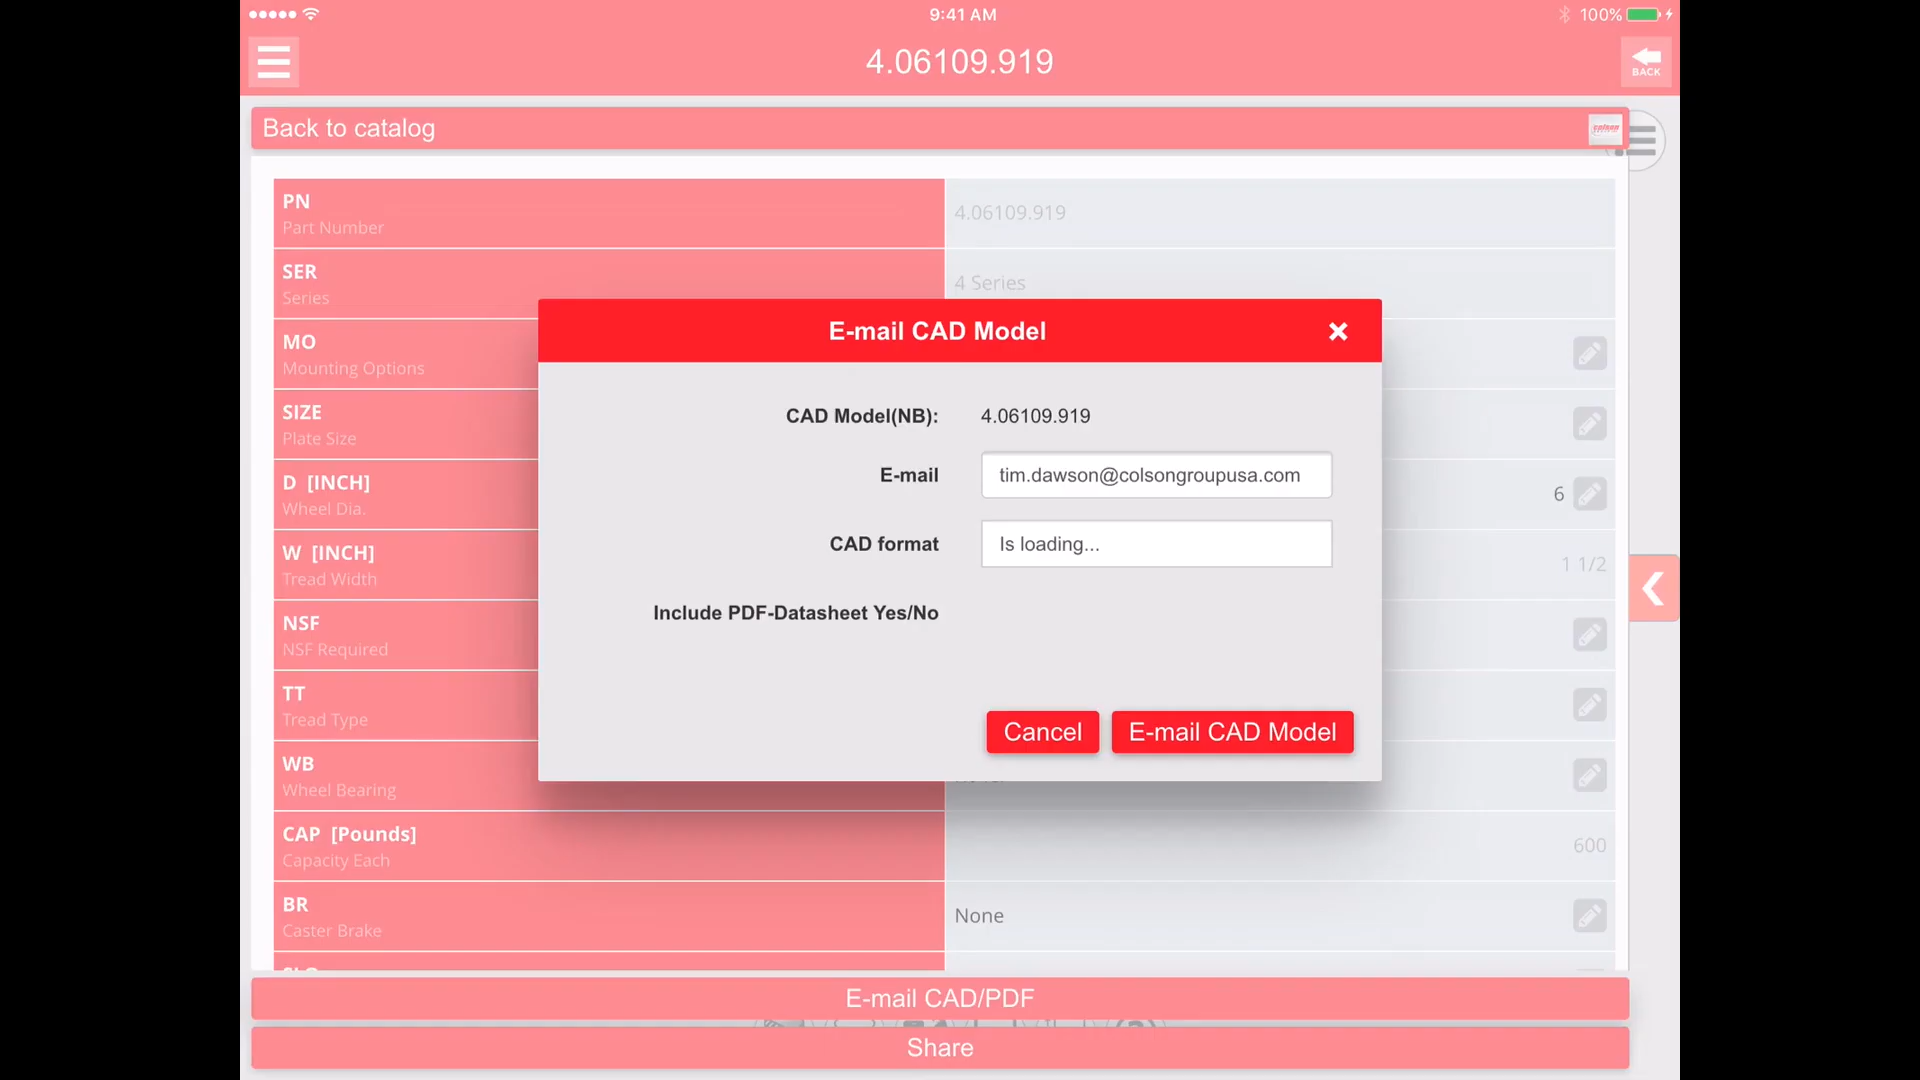 9:41 AM
100%
4.06109.919
BACK
Back to catalog
colson
PN
Part Number
4.06109.919
SER
Series
4 Series
MO
Mounting Options
SIZE
Plate Size
D [INCH]
Wheel Dia.
6
W [INCH]
Tread Width
1 1/2
NSF
NSF Required
TT
Tread Type
WB
Wheel Bearing
CAP [Pounds]
Capacity Each
600
BR
Caster Brake
None
E-mail CAD Model
CAD Model(NB):
4.06109.919
E-mail
tim.dawson@colsongroupusa.com
CAD format
Is loading...
Include PDF-Datasheet Yes/No
Cancel
E-mail CAD Model
E-mail CAD/PDF
Share